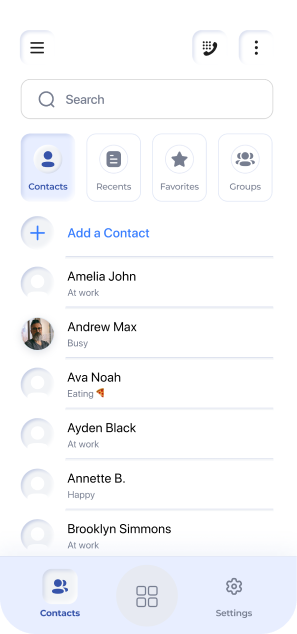 Search
Contacts Recents Favorites Groups
Add a Contact
Amelia John
At work
Andrew Max
Busy
Ava Noah
Eating 🍕
Ayden Black
At work
Annette B.
Happy
Brooklyn Simmons
At work
Contacts Settings